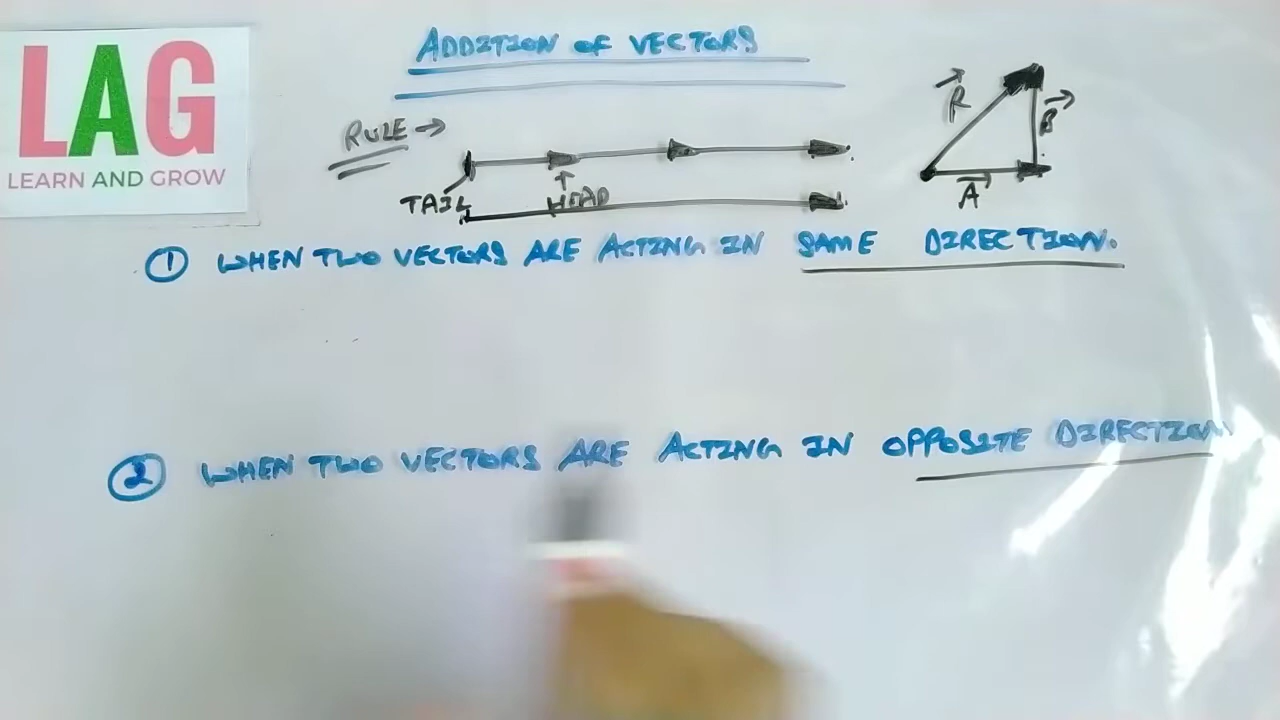 LAG
LEARN AND GROW
ADDITION OF VECTORS
RULE →
TAIL
HEAD
R
B
A
① WHEN TWO VECTORS ARE ACTING IN SAME DIRECTION.
② WHEN TWO VECTORS ARE ACTING IN OPPOSITE DIRECTION